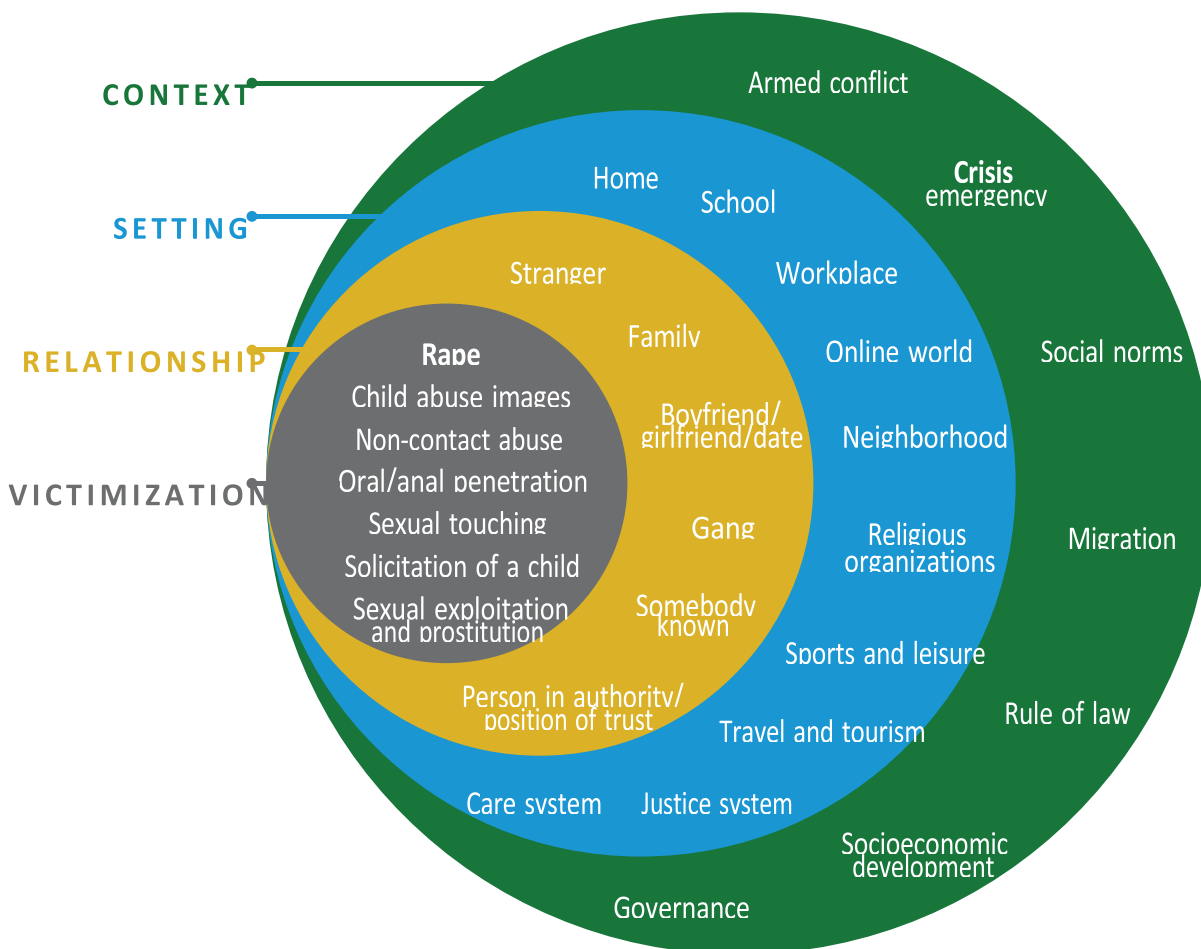 CONTEXT
SETTING
RELATIONSHIP
VICTIMIZATION
Armed conflict
Crisis
emergency
Social norms
Migration
Rule of law
Socioeconomic
development
Governance
Home
School
Workplace
Online world
Neighborhood
Religious
organizations
Sports and leisure
Travel and tourism
Justice system
Care system
Stranger
Family
Boyfriend/
girlfriend/date
Gang
Somebody
known
Person in authority/
position of trust
Rape
Child abuse images
Non-contact abuse
Oral/anal penetration
Sexual touching
Solicitation of a child
Sexual exploitation
and prostitution